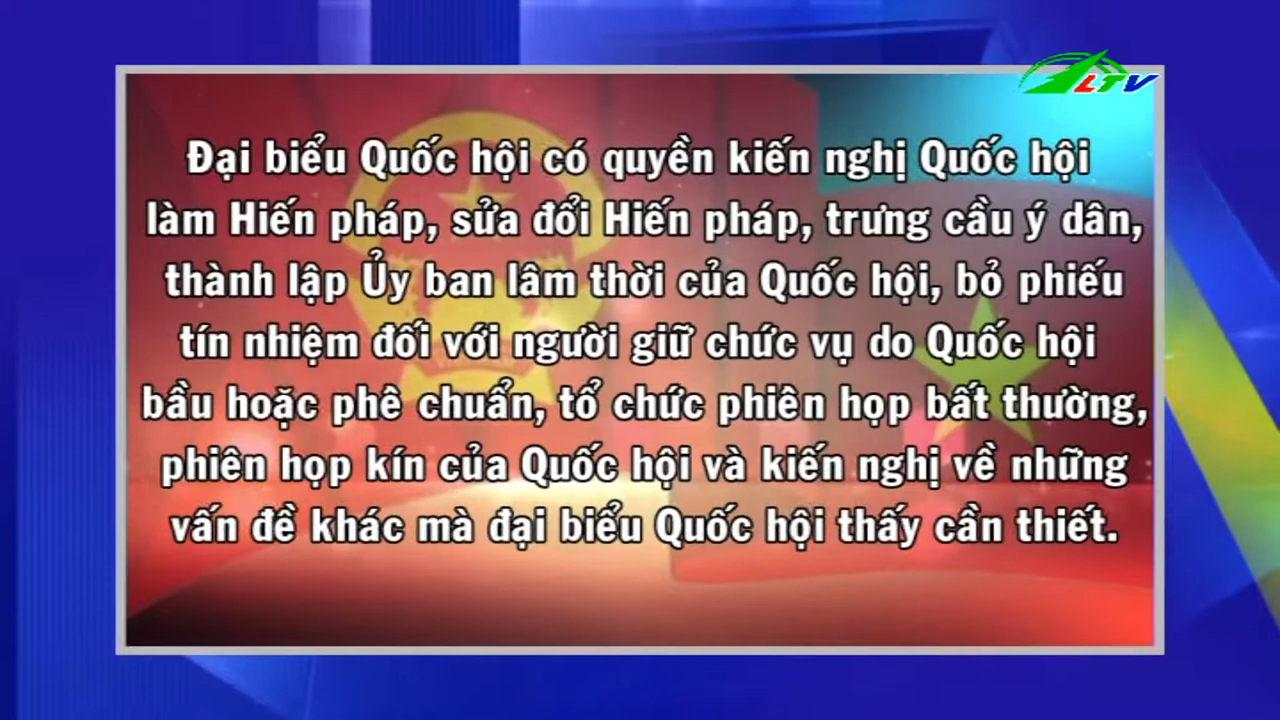 LTV
Đại biểu Quốc hội có quyền kiến nghị Quốc hội
làm Hiến pháp, sửa đổi Hiến pháp, trưng cầu ý dân,
thành lập Ủy ban lâm thời của Quốc hội, bỏ phiếu
tín nhiệm đối với người giữ chức vụ do Quốc hội
bầu hoặc phê chuẩn, tổ chức phiên họp bất thường,
phiên họp kín của Quốc hội và kiến nghị về những
vấn đề khác mà đại biểu Quốc hội thấy cần thiết.